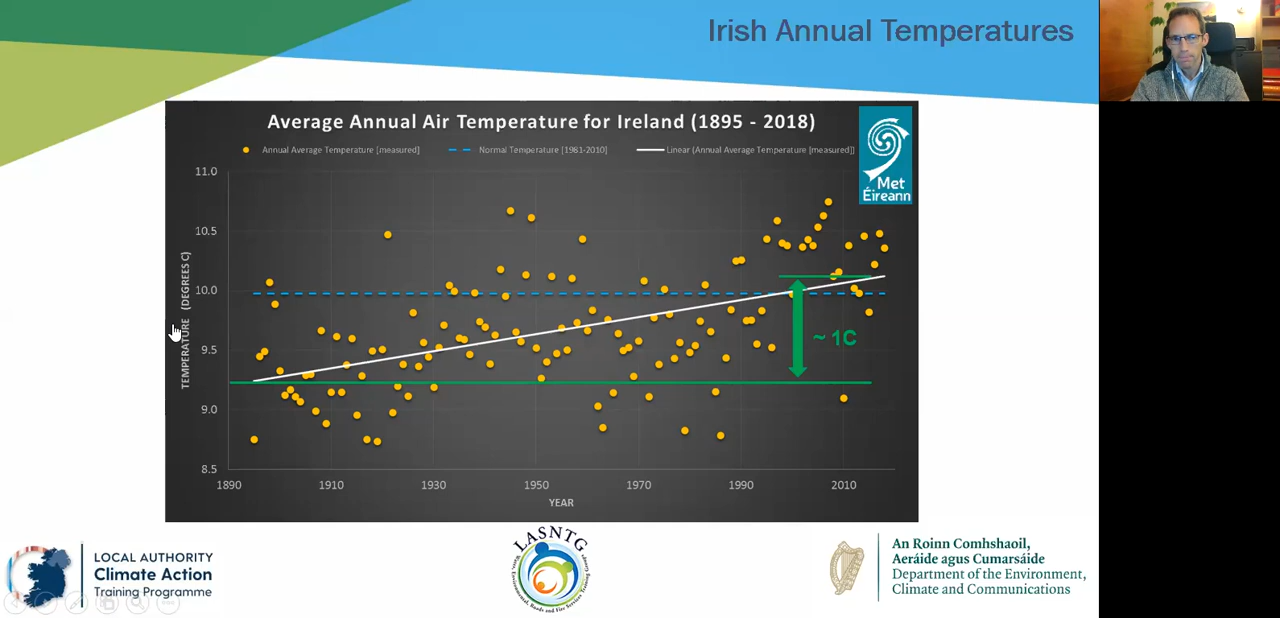 Irish Annual Temperatures
Average Annual Air Temperature for Ireland (1895 - 2018)
Annual Average Temperature [measured]
Normal Temperature [1981-2010]
Linear (Annual Average Temperature [measured])
Met
Éireann
11.0
10.5
10.0
9.5
9.0
8.5
TEMPERATURE (DEGREES C)
~ 1C
1890
1910
1930
1950
1970
1990
2010
YEAR
LOCAL AUTHORITY
Climate Action
Training Programme
LASNTG
An Roinn Comhshaoil,
Aeráide agus Cumarsáide
Department of the Environment,
Climate and Communications